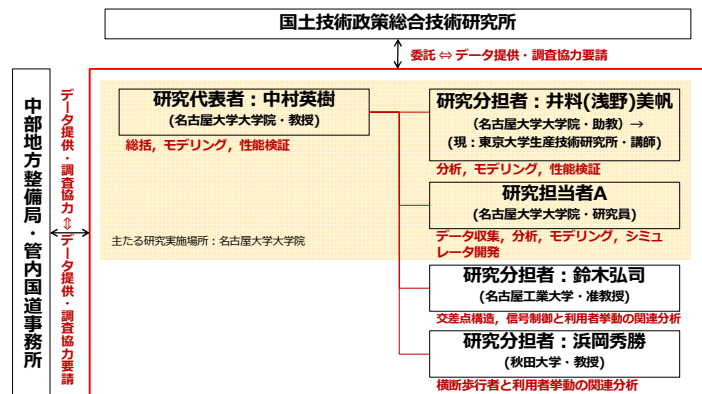 国土技術政策総合技術研究所
委託 ⇔ データ提供・調査協力要請
中部地方整備局・管内国道事務所
データ提供・調査協力 ⇔ データ提供・調査協力要請
研究代表者：中村英樹
(名古屋大学大学院・教授)
総括，モデリング，性能検証
主たる研究実施場所：名古屋大学大学院
研究分担者：井料(浅野)美帆
(名古屋大学大学院・助教）→
(現：東京大学生産技術研究所・講師)
分析，モデリング，性能検証
研究担当者A
(名古屋大学大学院・研究員)
データ収集，分析，モデリング，シミュ
レータ開発
研究分担者：鈴木弘司
(名古屋工業大学・准教授)
交差点構造，信号制御と利用者挙動の関連分析
研究分担者：浜岡秀勝
(秋田大学・教授)
横断歩行者と利用者挙動の関連分析